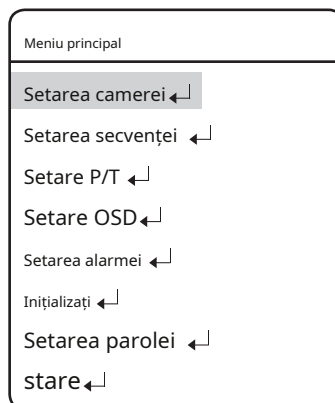 Meniu principal
Setarea camerei
Setarea secvenței
Setare P/T
Setare OSD
Setarea alarmei
Inițializați
Setarea parolei
stare